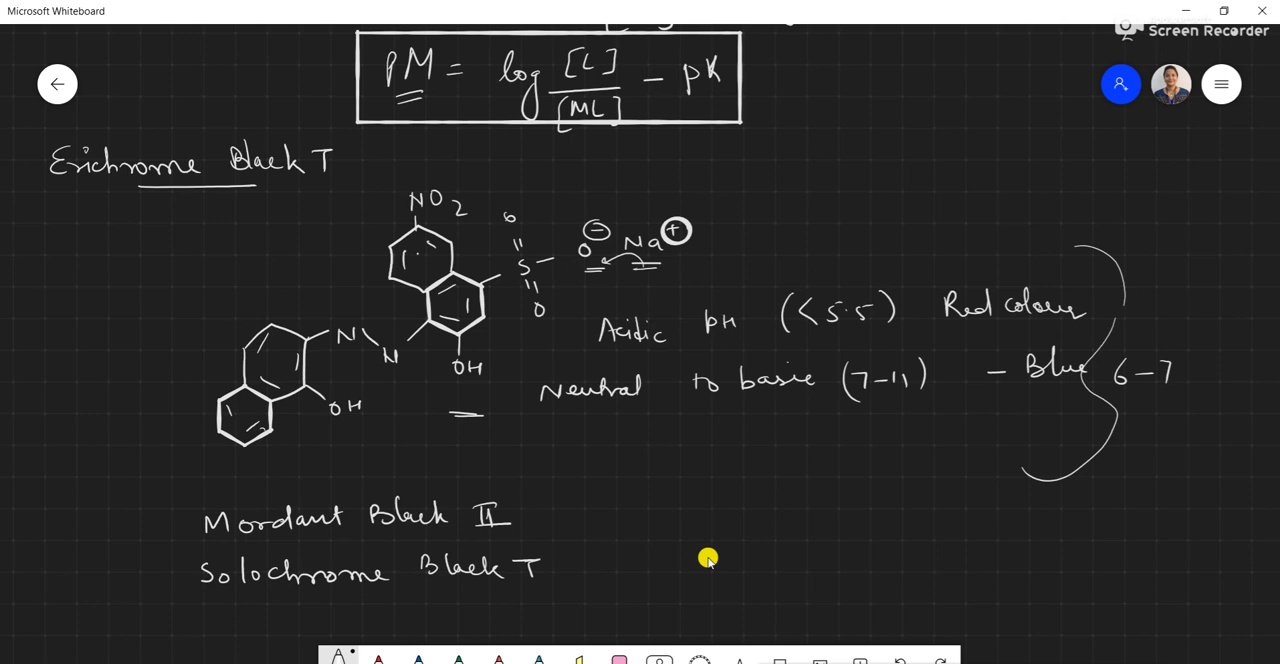 Microsoft Whiteboard
Screen Recorder
PM = log [L] / [ML] - pK
Erichrome Black T
NO2
O
O⊖ Na⊕
S
O
N
N
OH
OH
Acidic pH (<5.5) Red colour
Neutral to basic (7-11) - Blue 6-7
Mordant Black II
Solochrome Black T